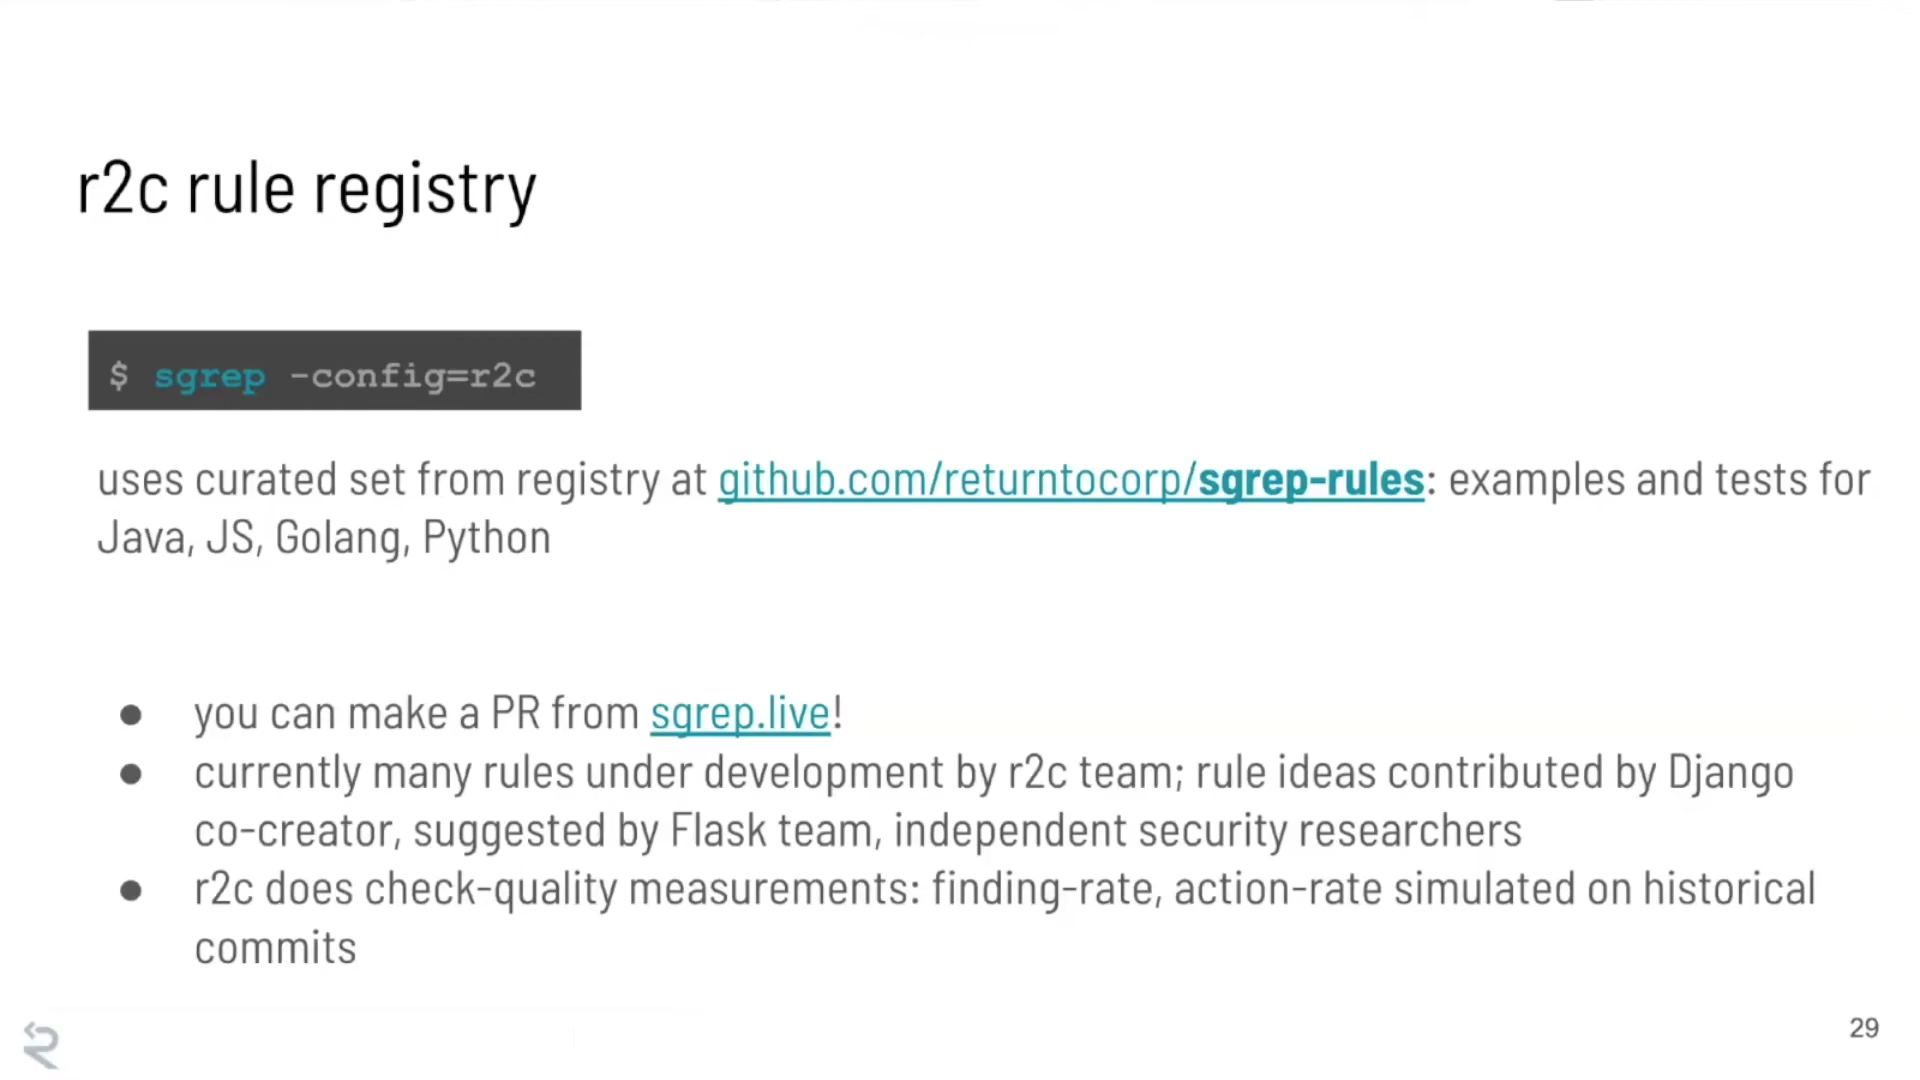 r2c rule registry
$ sgrep -config=r2c
uses curated set from registry at github.com/returntocorp/sgrep-rules: examples and tests for
Java, JS, Golang, Python
● you can make a PR from sgrep.live!
● currently many rules under development by r2c team; rule ideas contributed by Django
co-creator, suggested by Flask team, independent security researchers
● r2c does check-quality measurements: finding-rate, action-rate simulated on historical
commits
29